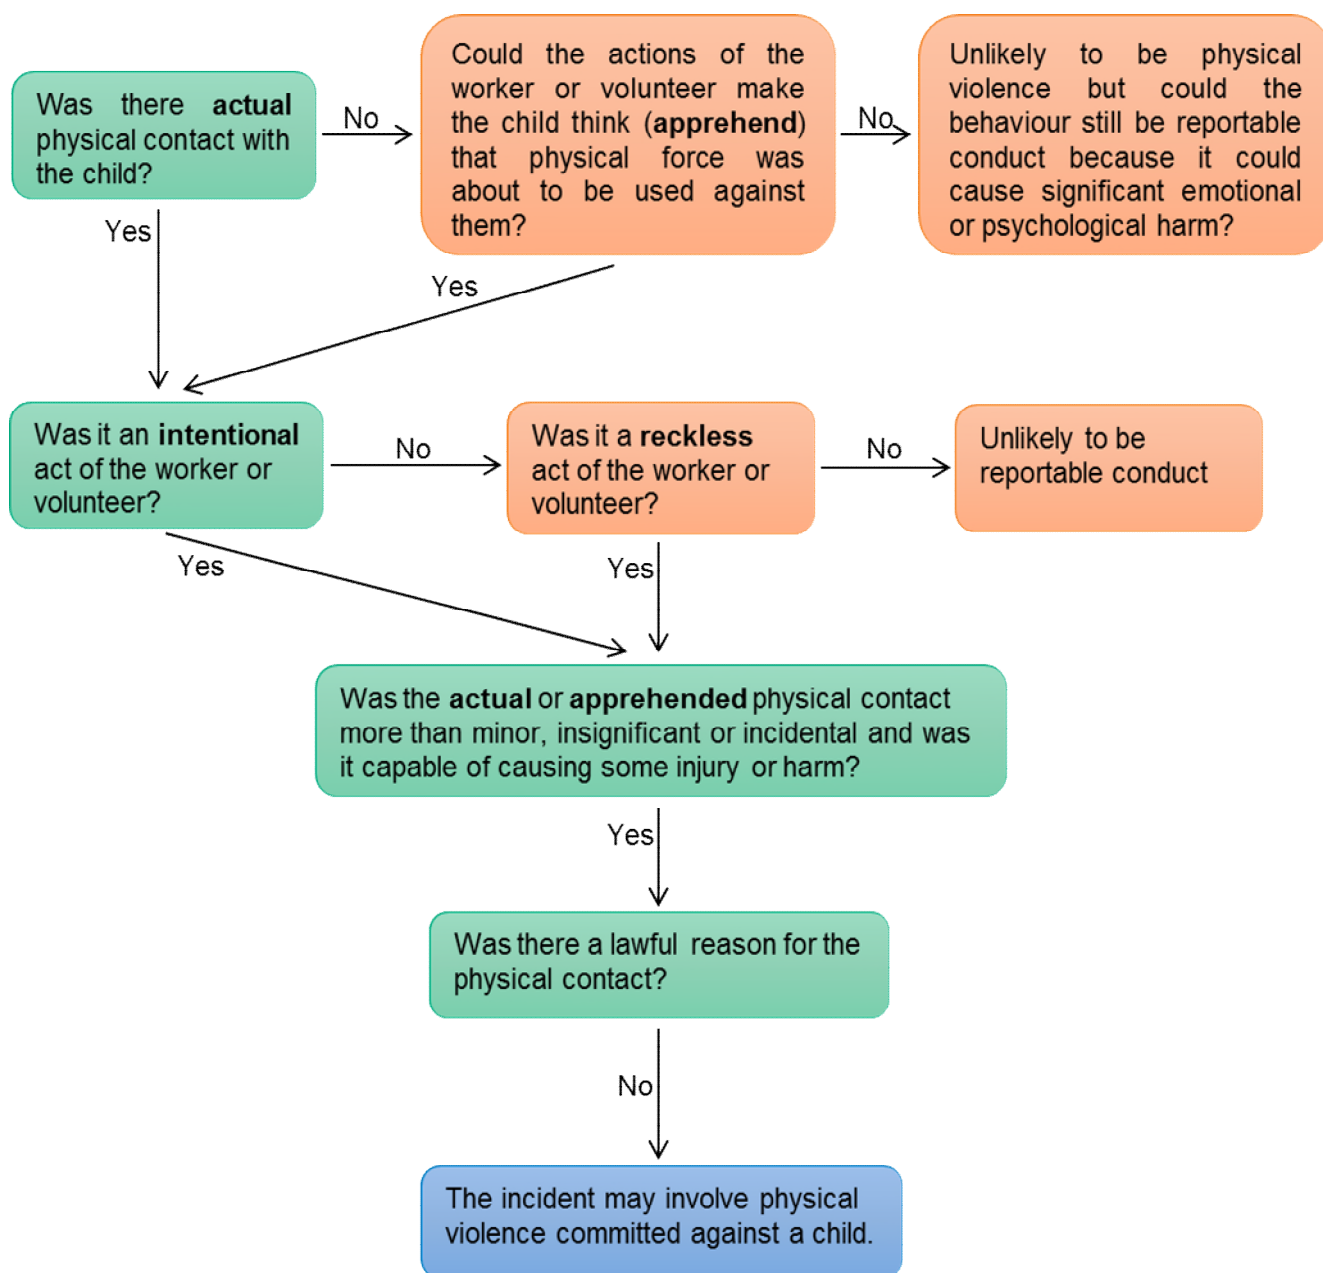 Was there actual
physical contact with
the child?
No
Could the actions of the
worker or volunteer make
the child think (apprehend)
that physical force was
about to be used against
them?
No
Unlikely to be physical
violence but could the
behaviour still be reportable
conduct because it could
cause significant emotional
or psychological harm?
Yes
Yes
Was it an intentional
act of the worker or
volunteer?
No
Was it a reckless
act of the worker or
volunteer?
No
Unlikely to be
reportable conduct
Yes
Yes
Was the actual or apprehended physical contact
more than minor, insignificant or incidental and was
it capable of causing some injury or harm?
Yes
Was there a lawful reason for the
physical contact?
No
The incident may involve physical
violence committed against a child.